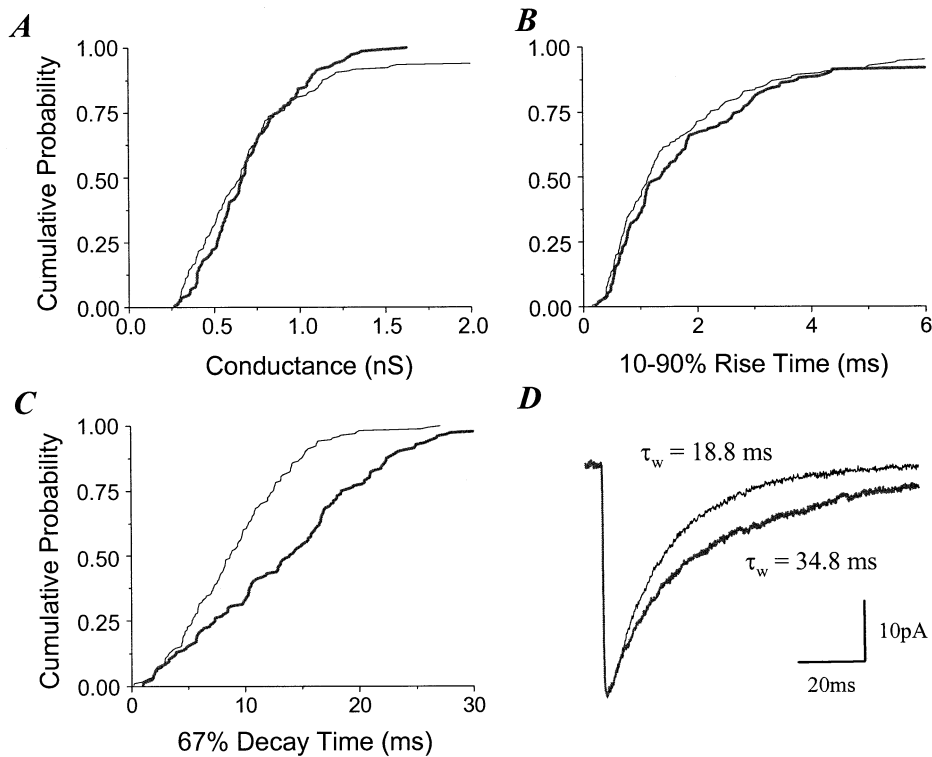 A
Cumulative Probability
1.00
0.75
0.50
0.25
0.00
0.0 0.5 1.0 1.5 2.0
Conductance (nS)
B
1.00
0.75
0.50
0.25
0.00
0 2 4 6
10-90% Rise Time (ms)
C
Cumulative Probability
1.00
0.75
0.50
0.25
0.00
0 10 20 30
67% Decay Time (ms)
D
τw = 18.8 ms
τw = 34.8 ms
10pA
20ms